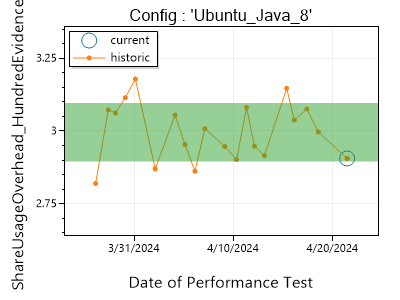 Config : 'Ubuntu_Java_8'
current
historic
3.25
3
2.75
ShareUsageOverhead_HundredEvidence
3/31/2024
4/10/2024
4/20/2024
Date of Performance Test